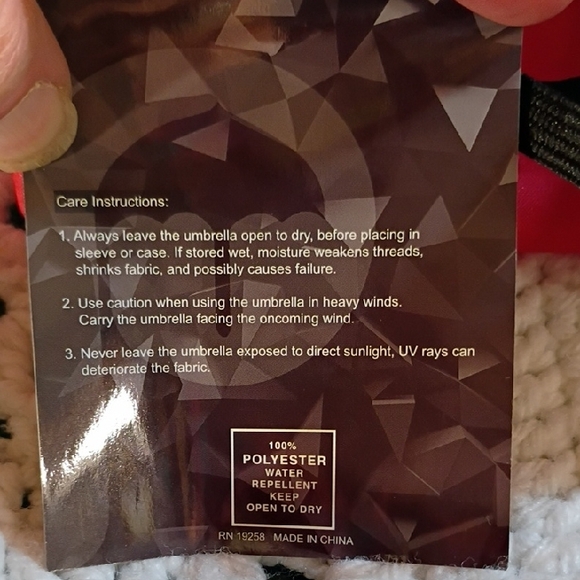 Care Instructions:
1. Always leave the umbrella open to dry, before placing in
sleeve or case. If stored wet, moisture weakens threads,
shrinks fabric, and possibly causes failure.
2. Use caution when using the umbrella in heavy winds.
Carry the umbrella facing the oncoming wind.
3. Never leave the umbrella exposed to direct sunlight, UV rays can
deteriorate the fabric.
100%
POLYESTER
WATER
REPELLENT
KEEP
OPEN TO DRY
RN 19258 MADE IN CHINA